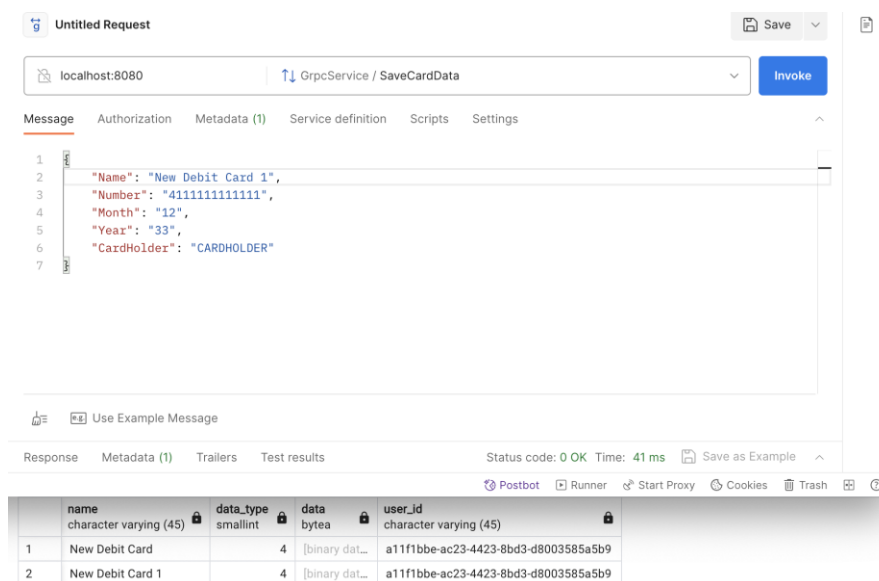 Untitled Request
Save
localhost:8080
GrpcService / SaveCardData
Invoke
Message Authorization Metadata (1) Service definition Scripts Settings
1 {
2 "Name": "New Debit Card 1",
3 "Number": "4111111111111",
4 "Month": "12",
5 "Year": "33",
6 "CardHolder": "CARDHOLDER"
7 }
e.g. Use Example Message
Response Metadata (1) Trailers Test results Status code: 0 OK Time: 41 ms Save as Example
Postbot Runner Start Proxy Cookies Trash
name data_type data user_id
character varying (45) smallint bytea character varying (45)
1 New Debit Card 4 [binary dat... a11f1bbe-ac23-4423-8bd3-d8003585a5b9
2 New Debit Card 1 4 [binary dat... a11f1bbe-ac23-4423-8bd3-d8003585a5b9